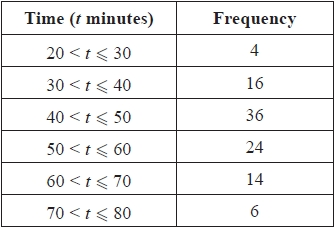 Time (t minutes) Frequency
20 < t ⩽ 30 4
30 < t ⩽ 40 16
40 < t ⩽ 50 36
50 < t ⩽ 60 24
60 < t ⩽ 70 14
70 < t ⩽ 80 6